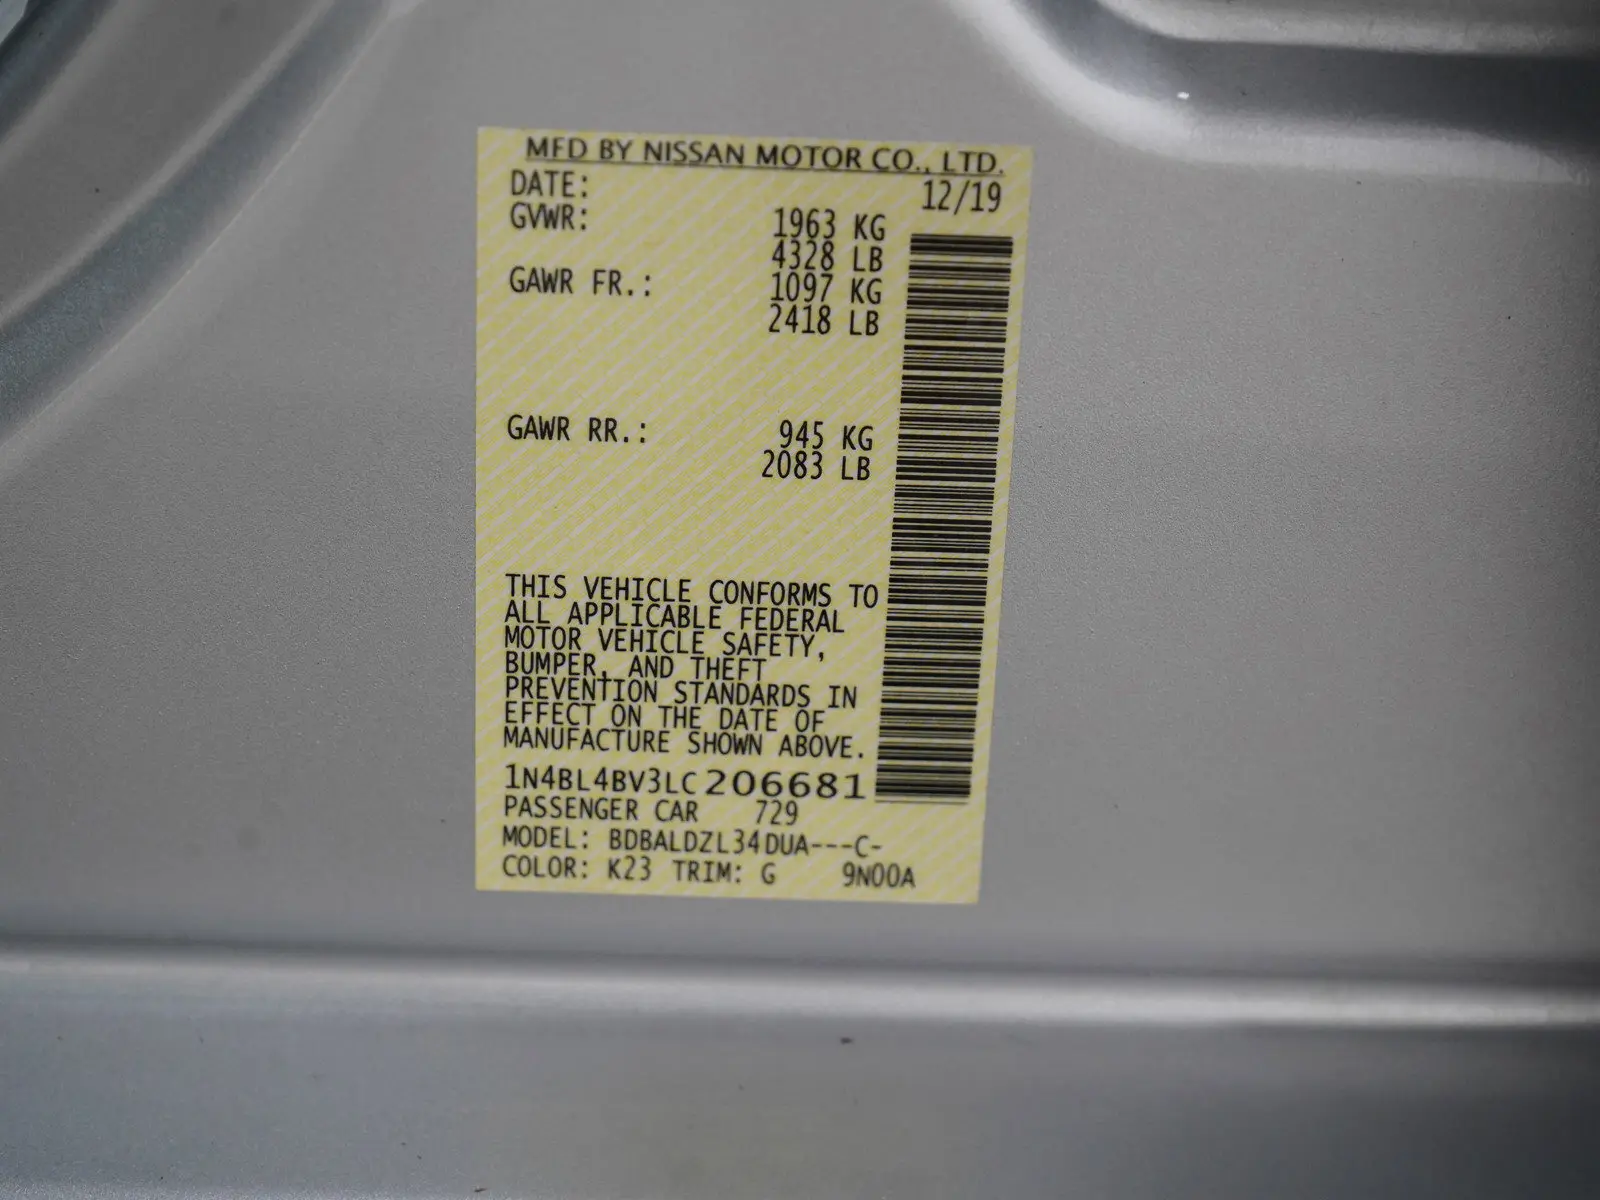 MFD BY NISSAN MOTOR CO., LTD.
DATE: 12/19
GVWR: 1963 KG
4328 LB
GAWR FR.: 1097 KG
2418 LB
GAWR RR.: 945 KG
2083 LB
THIS VEHICLE CONFORMS TO
ALL APPLICABLE FEDERAL
MOTOR VEHICLE SAFETY,
BUMPER, AND THEFT
PREVENTION STANDARDS IN
EFFECT ON THE DATE OF
MANUFACTURE SHOWN ABOVE.
1N4BL4BV3LC206681
PASSENGER CAR 729
MODEL: BDBALDZL34DUA---C-
COLOR: K23 TRIM: G 9N00A